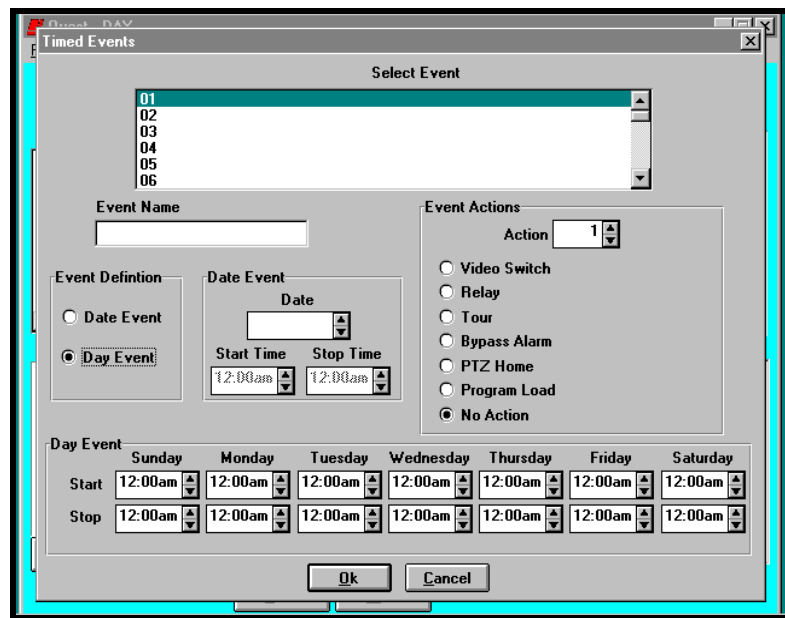 Quest - DAY
Timed Events
Select Event
01
02
03
04
05
06
Event Name
Event Actions
Action 1
Video Switch
Relay
Tour
Bypass Alarm
PTZ Home
Program Load
No Action
Event Defintion
Date Event
Day Event
Date Event
Date
Start Time Stop Time
12:00am 12:00am
Day Event
Sunday Monday Tuesday Wednesday Thursday Friday Saturday
Start 12:00am 12:00am 12:00am 12:00am 12:00am 12:00am 12:00am
Stop 12:00am 12:00am 12:00am 12:00am 12:00am 12:00am 12:00am
Ok Cancel